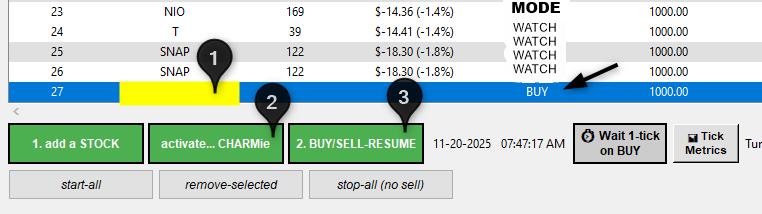 MODE
23 NIO 169 $-14.36 (-1.4%) WATCH 1000.00
24 T 39 $-14.41 (-1.4%) WATCH 1000.00
25 SNAP 122 $-18.30 (-1.8%) WATCH 1000.00
26 SNAP 122 $-18.30 (-1.8%) WATCH 1000.00
27 BUY 1000.00
1
2
3
<
1. add a STOCK
activate... CHARMie
2. BUY/SELL-RESUME
11-20-2025 07:47:17 AM
Wait 1-tick
on BUY
Tick
Metrics
Tur
start-all
remove-selected
stop-all (no sell)